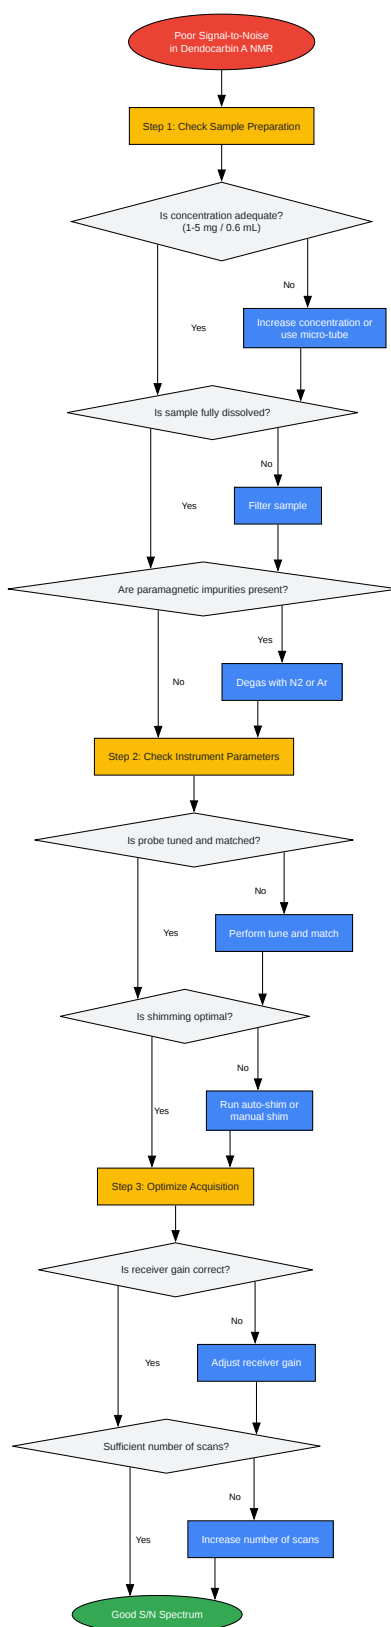 Poor Signal-to-Noise
in Dendocarbin A NMR
Step 1: Check Sample Preparation
Is concentration adequate?
(1-5 mg / 0.6 mL)
No
Yes
Increase concentration or
use micro-tube
Is sample fully dissolved?
No
Yes
Filter sample
Are paramagnetic impurities present?
Yes
No
Degas with N2 or Ar
Step 2: Check Instrument Parameters
Is probe tuned and matched?
No
Yes
Perform tune and match
Is shimming optimal?
No
Yes
Run auto-shim or
manual shim
Step 3: Optimize Acquisition
Is receiver gain correct?
No
Yes
Adjust receiver gain
Sufficient number of scans?
No
Yes
Increase number of scans
Good S/N Spectrum